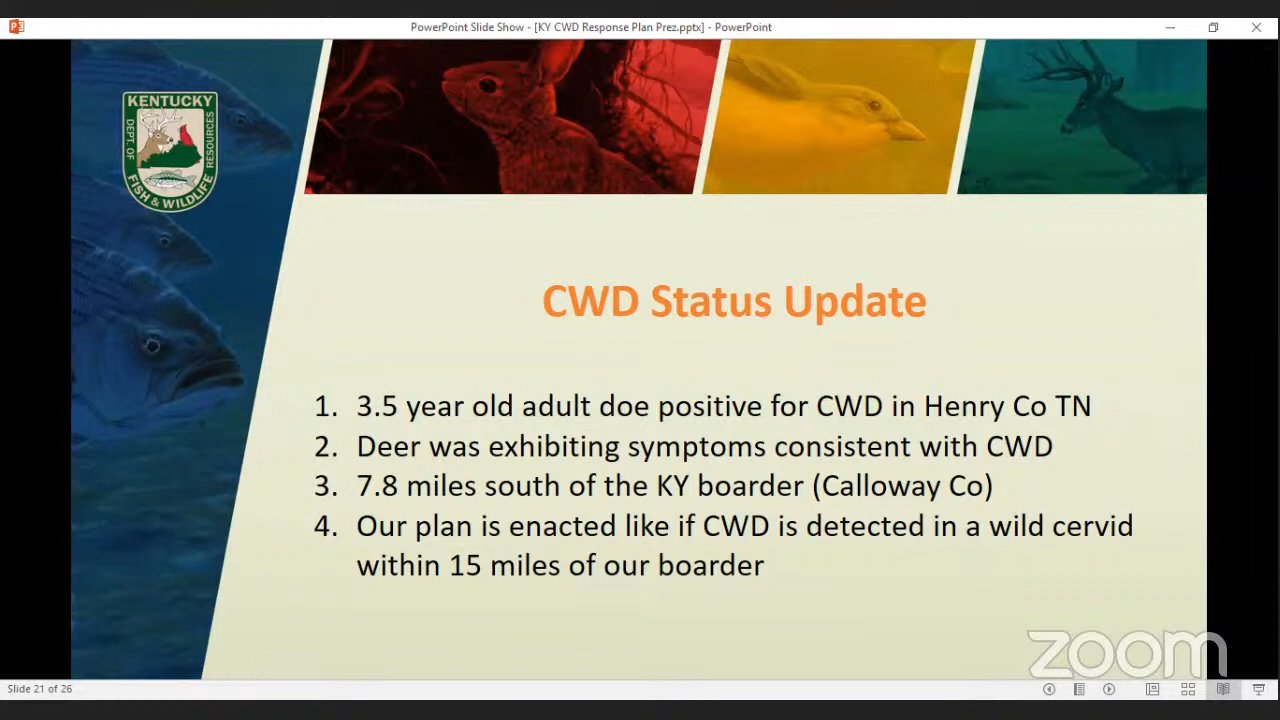 PowerPoint Slide Show - [KY CWD Response Plan Prez.pptx] - PowerPoint
KENTUCKY
DEPT. OF
RESOURCES
FISH & WILDLIFE
CWD Status Update
1. 3.5 year old adult doe positive for CWD in Henry Co TN
2. Deer was exhibiting symptoms consistent with CWD
3. 7.8 miles south of the KY boarder (Calloway Co)
4. Our plan is enacted like if CWD is detected in a wild cervid
within 15 miles of our boarder
zoom
Slide 21 of 26